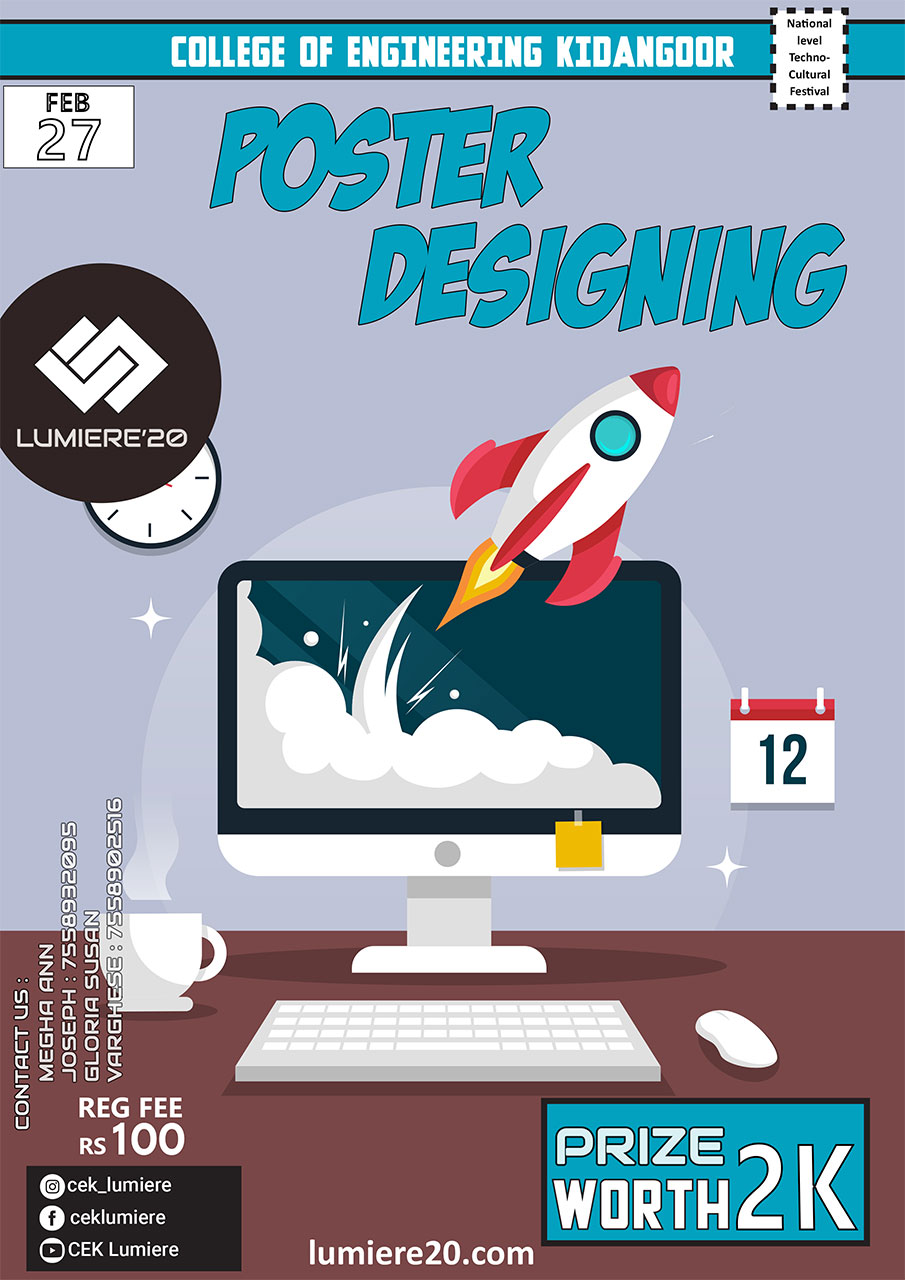 COLLEGE OF ENGINEERING KIDANGOOR
National
level
Techno-
Cultural
Festival
FEB
27
POSTER
DESIGNING
LUMIERE'20
12
CONTACT US :
MEGHA ANN
JOSEPH : 7558932095
GLORIA SUSAN
VARGHESE : 7558902516
REG FEE
RS 100
cek_lumiere
ceklumiere
CEK Lumiere
PRIZE
WORTH 2K
lumiere20.com